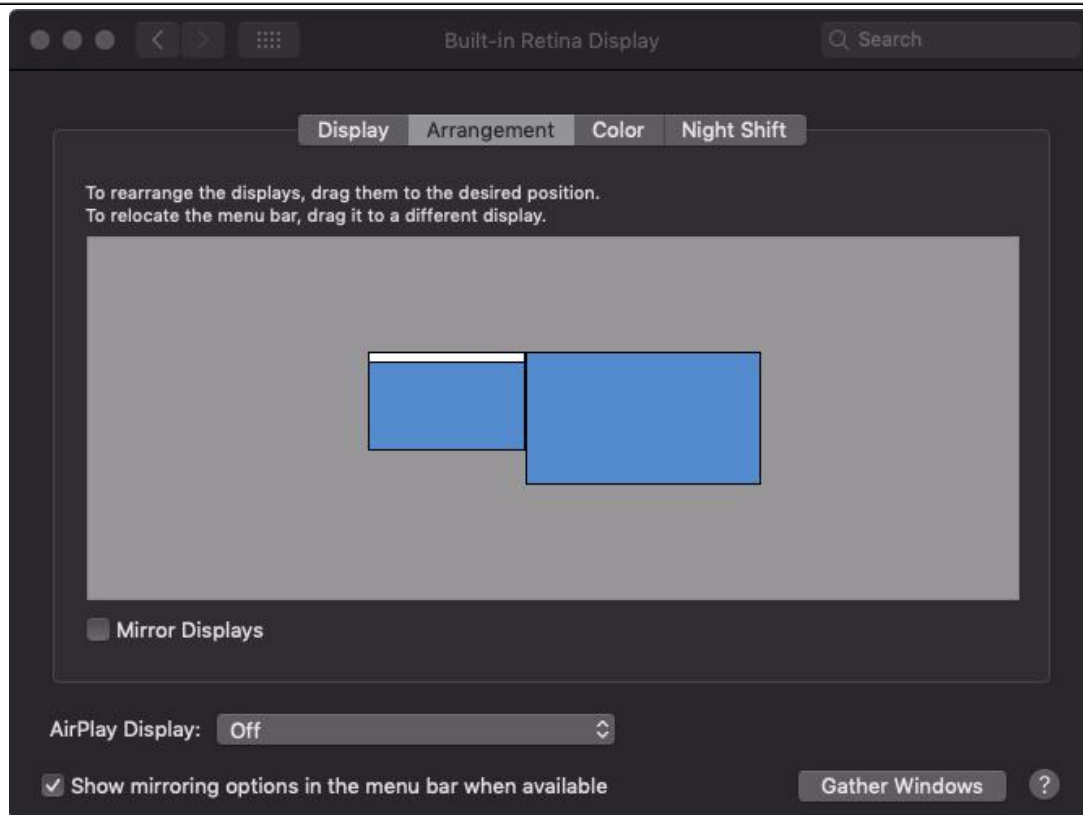 Built-in Retina Display
Search
Display Arrangement Color Night Shift
To rearrange the displays, drag them to the desired position.
To relocate the menu bar, drag it to a different display.
Mirror Displays
AirPlay Display: Off
Show mirroring options in the menu bar when available
Gather Windows ?